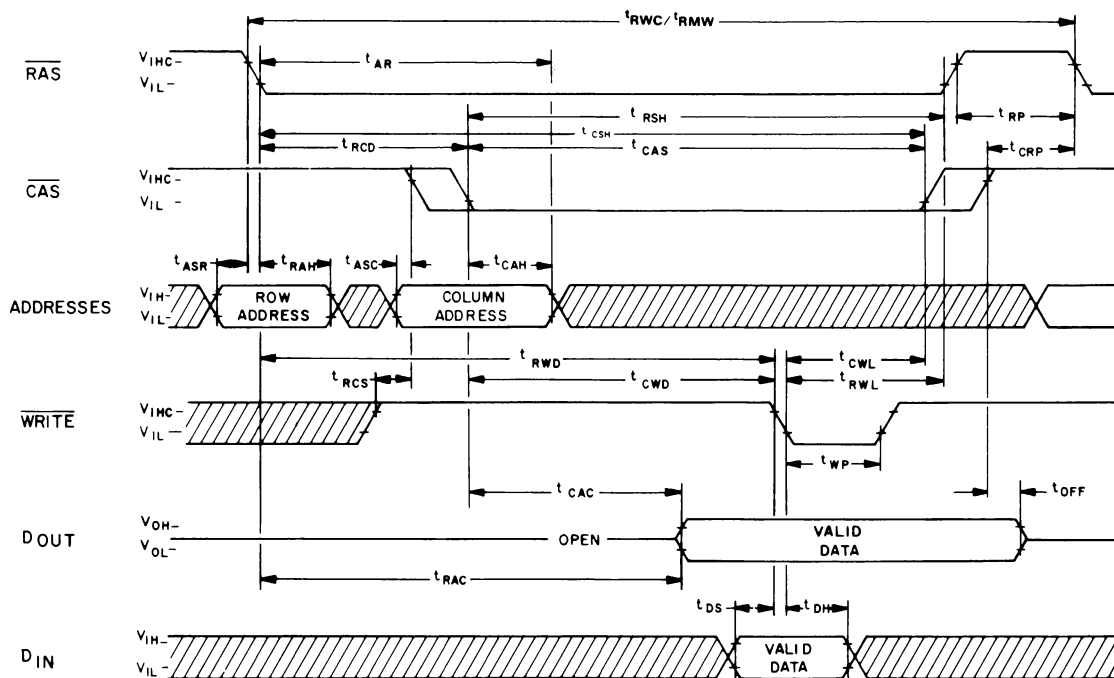 tRWC/tRMW
RAS
VIHC
VIL
tAR
tRSH
tRP
tCSH
tRCD
tCAS
tCRP
CAS
VIHC
VIL
tASR
tRAH
tASC
tCAH
ADDRESSES
VIH
VIL
ROW
ADDRESS
COLUMN
ADDRESS
tRWD
tCWL
tRCS
tCWD
tRWL
WRITE
VIHC
VIL
tWP
tCAC
tOFF
DOUT
VOH
VOL
OPEN
VALID
DATA
tRAC
tDS
tDH
DIN
VIH
VIL
VALID
DATA